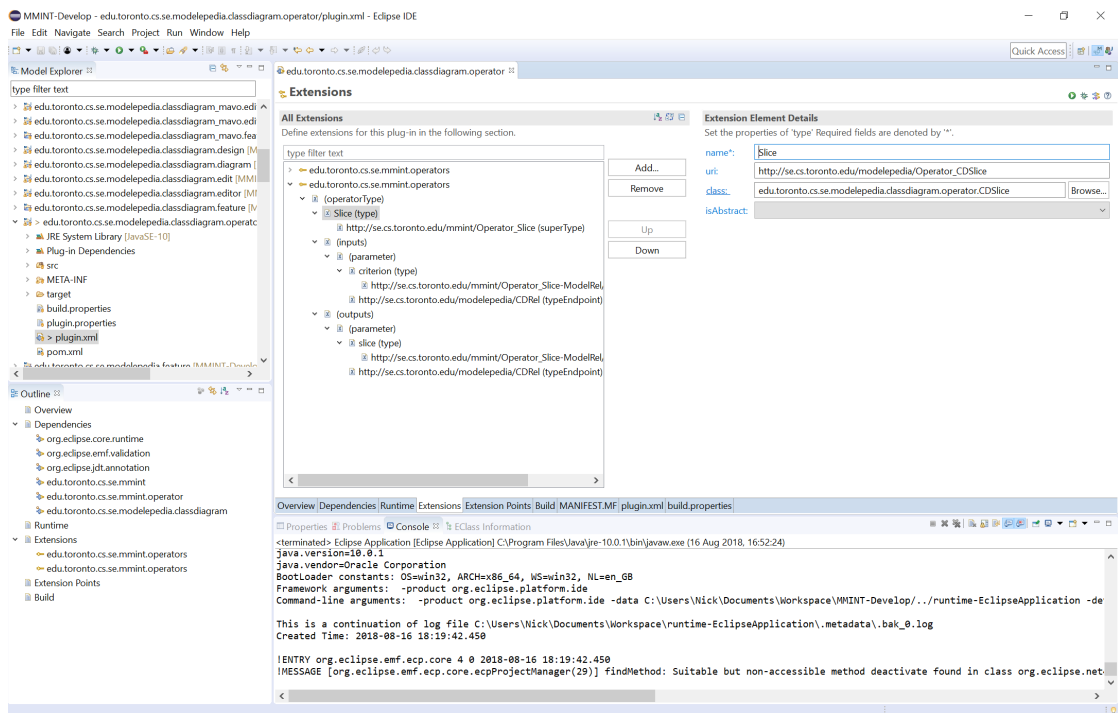 MMINT-Develop - edu.toronto.cs.se.modelepedia.classdiagram.operator/plugin.xml - Eclipse IDE
File Edit Navigate Search Project Run Window Help
Quick Access
Model Explorer
type filter text
edu.toronto.cs.se.modelepedia.classdiagram_mavo.edi
edu.toronto.cs.se.modelepedia.classdiagram_mavo.edi
edu.toronto.cs.se.modelepedia.classdiagram_mavo.fea
edu.toronto.cs.se.modelepedia.classdiagram.design [M
edu.toronto.cs.se.modelepedia.classdiagram.diagram [
edu.toronto.cs.se.modelepedia.classdiagram.edit [MMI
edu.toronto.cs.se.modelepedia.classdiagram.editor [MI
edu.toronto.cs.se.modelepedia.classdiagram.feature [M
> edu.toronto.cs.se.modelepedia.classdiagram.operatc
JRE System Library [JavaSE-10]
Plug-in Dependencies
src
META-INF
target
build.properties
plugin.properties
> plugin.xml
pom.xml
edu.toronto.cs.se.modelepedia.feature [MMINT-Develo
Outline
Overview
Dependencies
org.eclipse.core.runtime
org.eclipse.emf.validation
org.eclipse.jdt.annotation
edu.toronto.cs.se.mmint
edu.toronto.cs.se.mmint.operator
edu.toronto.cs.se.modelepedia.classdiagram
Runtime
Extensions
edu.toronto.cs.se.mmint.operators
edu.toronto.cs.se.mmint.operators
Extension Points
Build
edu.toronto.cs.se.modelepedia.classdiagram.operator
Extensions
All Extensions
Define extensions for this plug-in in the following section.
type filter text
edu.toronto.cs.se.mmint.operators
edu.toronto.cs.se.mmint.operators
(operatorType)
Slice (type)
http://se.cs.toronto.edu/mmint/Operator_Slice (superType)
(inputs)
(parameter)
criterion (type)
http://se.cs.toronto.edu/mmint/Operator_Slice-ModelRel/
http://se.cs.toronto.edu/modelepedia/CDRel (typeEndpoint)
(outputs)
(parameter)
slice (type)
http://se.cs.toronto.edu/mmint/Operator_Slice-ModelRel/
http://se.cs.toronto.edu/modelepedia/CDRel (typeEndpoint)
Add...
Remove
Up
Down
Extension Element Details
Set the properties of 'type' Required fields are denoted by '*'.
name*: Slice
uri: http://se.cs.toronto.edu/modelepedia/Operator_CDSlice
class: edu.toronto.cs.se.modelepedia.classdiagram.operator.CDSlice Browse...
isAbstract:
Overview Dependencies Runtime Extensions Extension Points Build MANIFEST.MF plugin.xml build.properties
Properties Problems Console EClass Information
<terminated> Eclipse Application [Eclipse Application] C:\Program Files\Java\jre-10.0.1\bin\javaw.exe (16 Aug 2018, 16:52:24)
java.version=10.0.1
java.vendor=Oracle Corporation
BootLoader constants: OS=win32, ARCH=x86_64, WS=win32, NL=en_GB
Framework arguments:  -product org.eclipse.platform.ide
Command-line arguments:  -product org.eclipse.platform.ide -data C:\Users\Nick\Documents\Workspace\MMINT-Develop/../runtime-EclipseApplication -de
This is a continuation of log file C:\Users\Nick\Documents\Workspace\runtime-EclipseApplication\.metadata\.bak_0.log
Created Time: 2018-08-16 18:19:42.450
!ENTRY org.eclipse.emf.ecp.core 4 0 2018-08-16 18:19:42.450
!MESSAGE [org.eclipse.emf.ecp.core.ecpProjectManager(29)] findMethod: Suitable but non-accessible method deactivate found in class org.eclipse.net